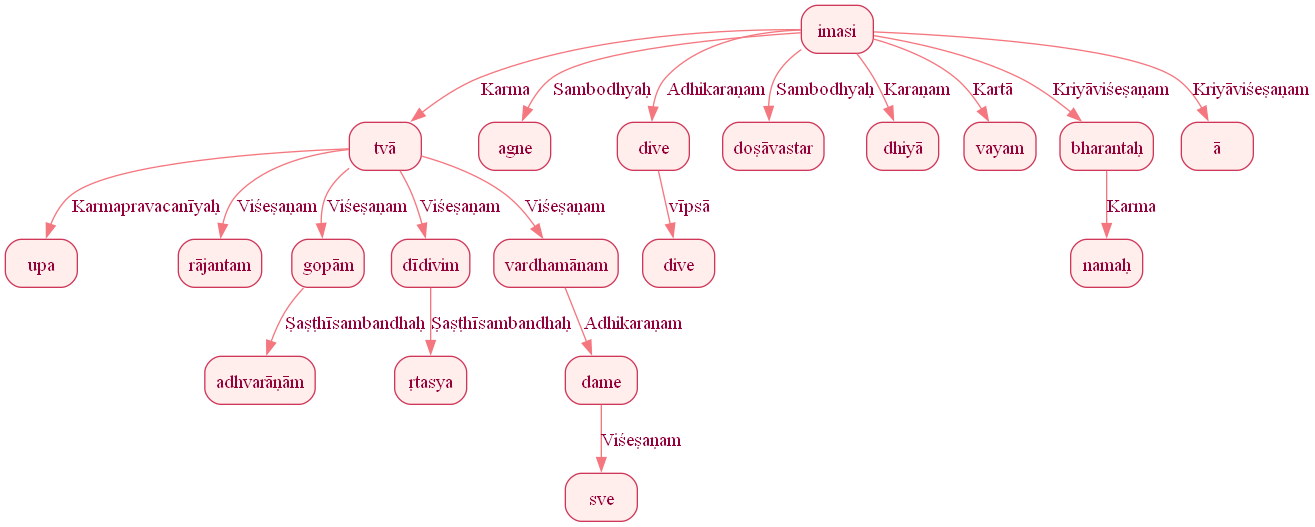 imasi
Karma Sambodhyaḥ Adhikaraṇam Sambodhyaḥ Karaṇam Kartā Kriyāviśeṣaṇam Kriyāviśeṣaṇam
tvā agne dive doṣāvastar dhiyā vayam bharantaḥ ā
Karmapravacanīyaḥ Viśeṣaṇam Viśeṣaṇam Viśeṣaṇam Viśeṣaṇam vīpsā Karma
upa rājantam gopām dīdivim vardhamānam dive namaḥ
Ṣaṣṭhīsambandhaḥ Ṣaṣṭhīsambandhaḥ Adhikaraṇam
adhvarāṇām ṛtasya dame
Viśeṣaṇam
sve